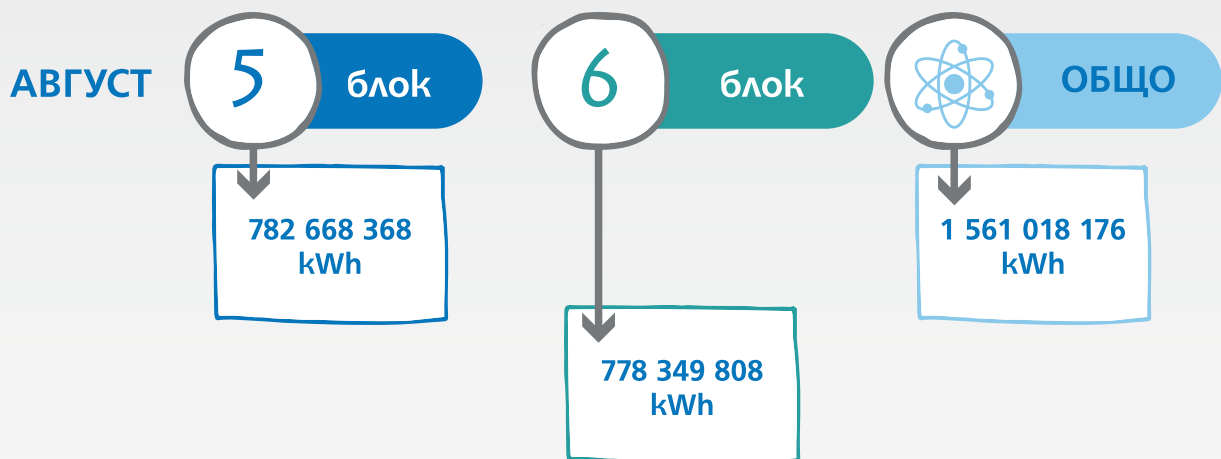 АВГУСТ
5 блок
6 блок
ОБЩО
782 668 368
kWh
778 349 808
kWh
1 561 018 176
kWh